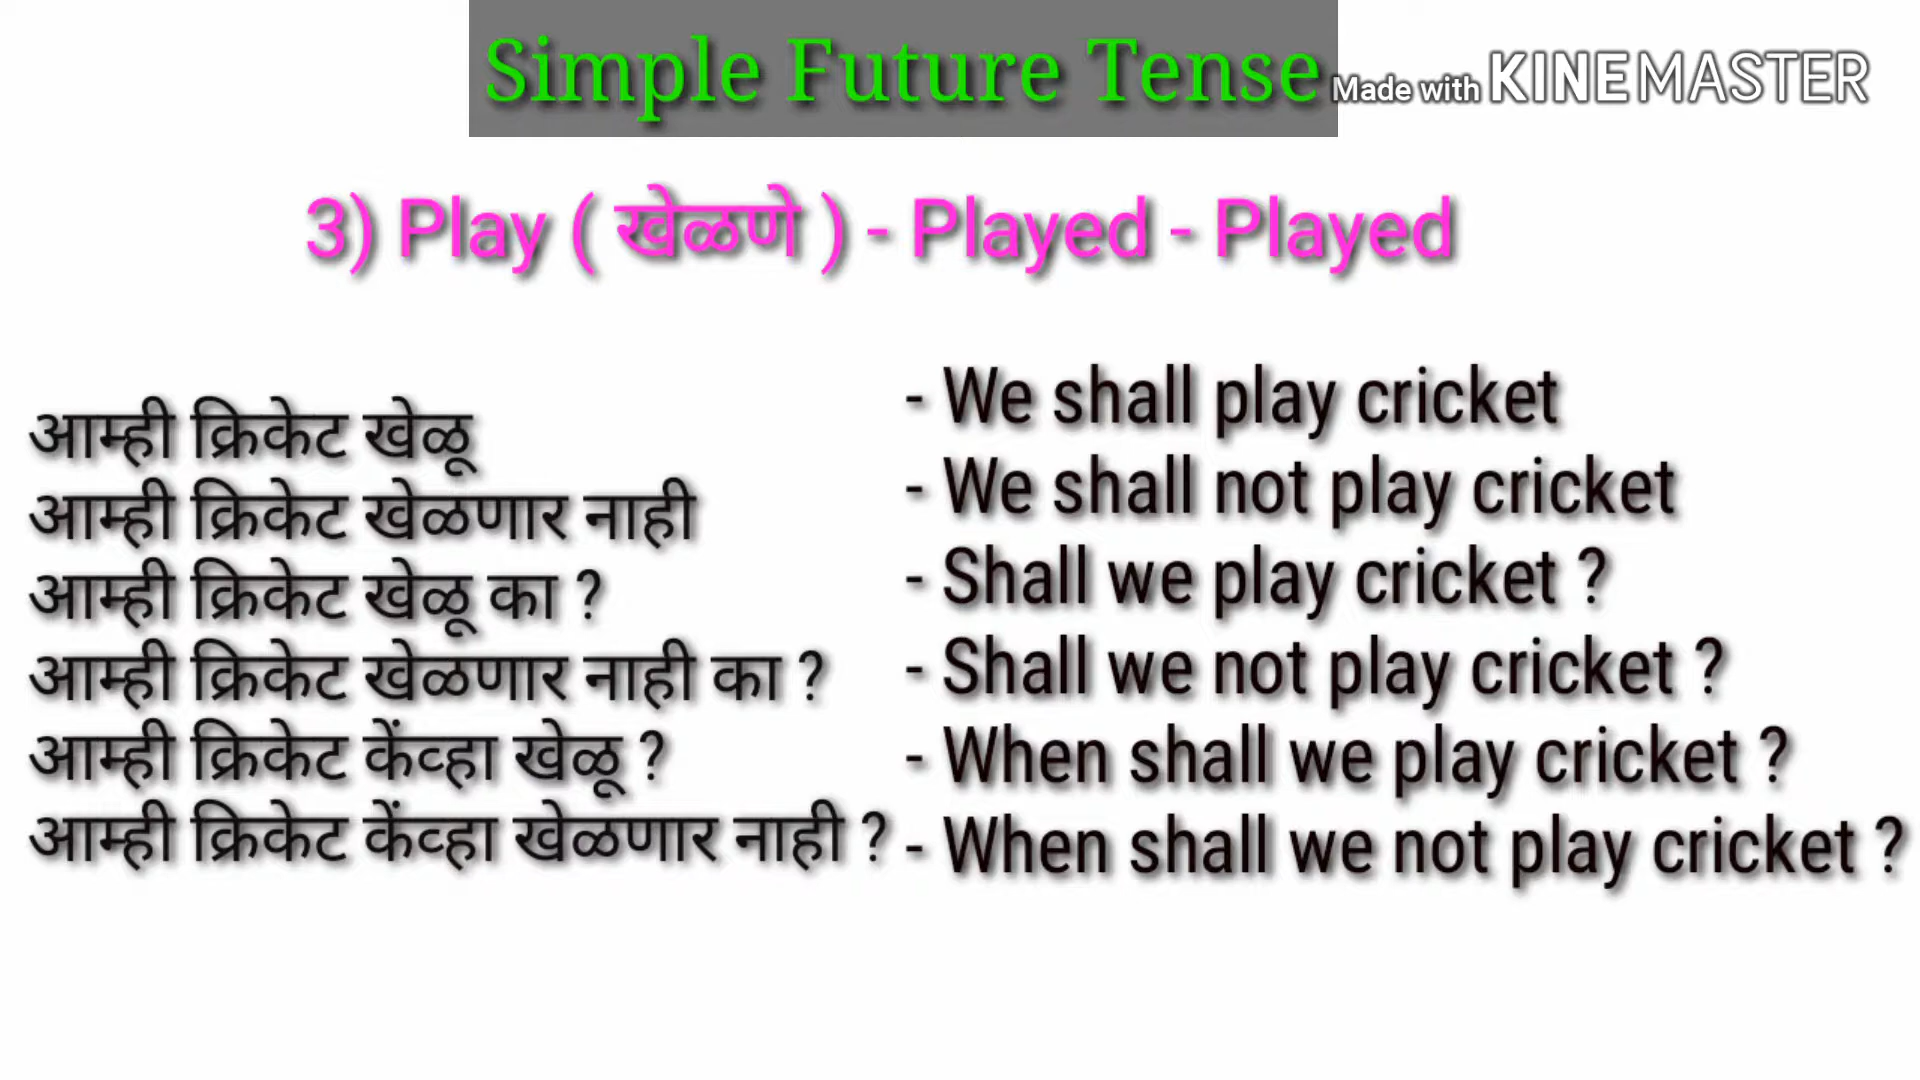 Simple Future Tense
Made with KINEMASTER
3) Play ( खेळणे ) - Played - Played
आम्ही क्रिकेट खेळू
- We shall play cricket
आम्ही क्रिकेट खेळणार नाही
- We shall not play cricket
आम्ही क्रिकेट खेळू का ?
- Shall we play cricket ?
आम्ही क्रिकेट खेळणार नाही का ?
- Shall we not play cricket ?
आम्ही क्रिकेट केंव्हा खेळू ?
- When shall we play cricket ?
आम्ही क्रिकेट केंव्हा खेळणार नाही ?
- When shall we not play cricket ?